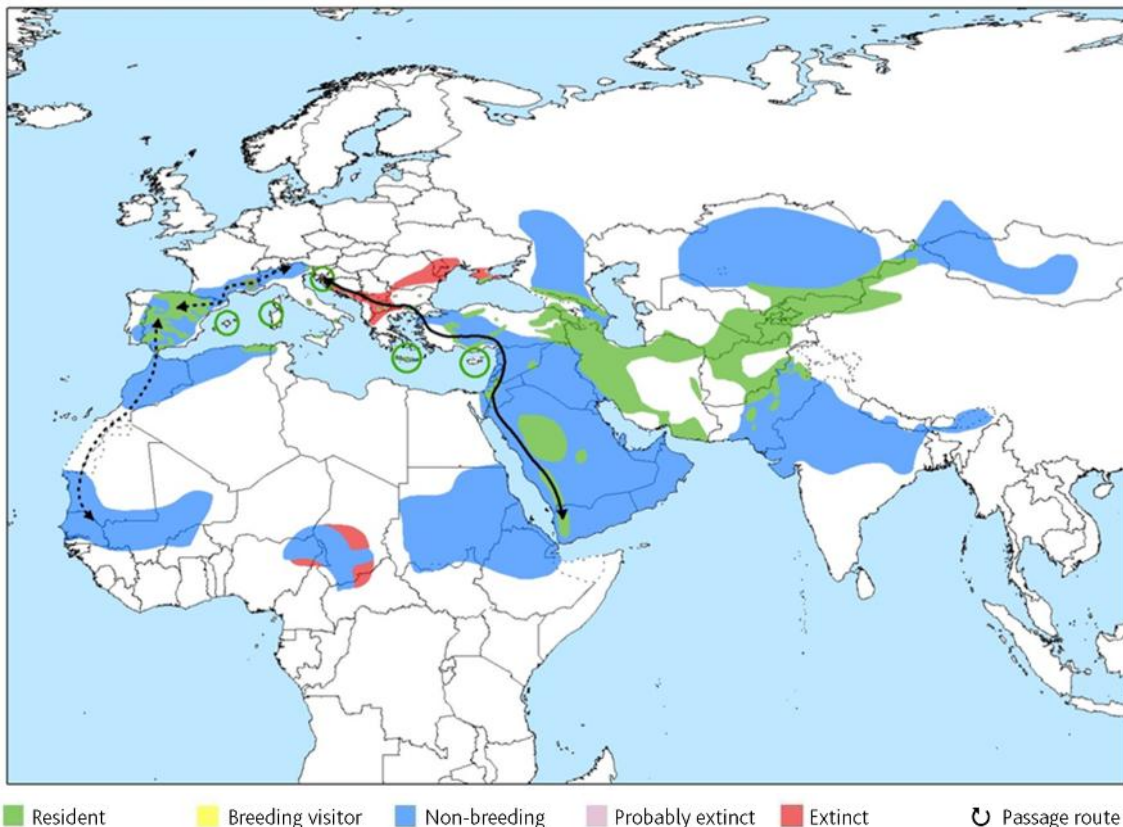 Resident
Breeding visitor
Non-breeding
Probably extinct
Extinct
Passage route